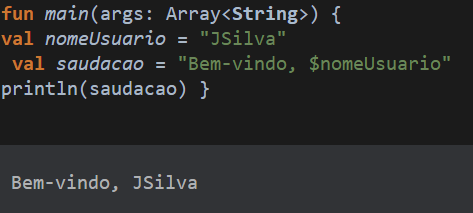 fun main(args: Array<String>) {
val nomeUsuario = "JSilva"
val saudacao = "Bem-vindo, $nomeUsuario"
println(saudacao) }
Bem-vindo, JSilva